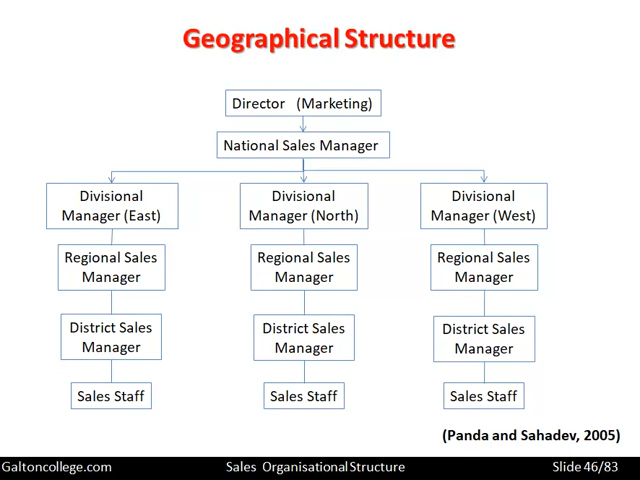 Geographical Structure
Director (Marketing)
National Sales Manager
Divisional
Manager (East)
Divisional
Manager (North)
Divisional
Manager (West)
Regional Sales
Manager
Regional Sales
Manager
Regional Sales
Manager
District Sales
Manager
District Sales
Manager
District Sales
Manager
Sales Staff
Sales Staff
Sales Staff
(Panda and Sahadev, 2005)
Galtoncollege.com
Sales Organisational Structure
Slide 46/83